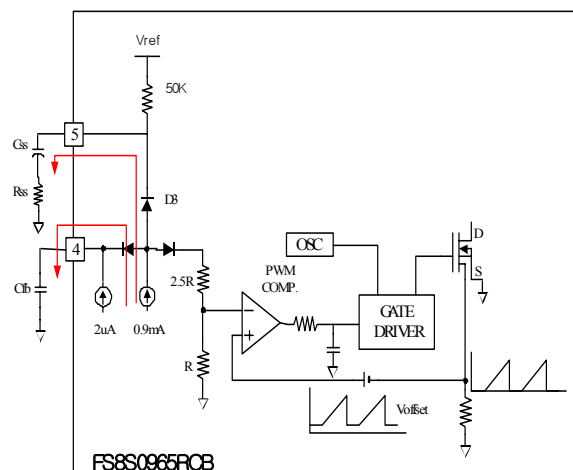 Vref
50K
5
Css
Rss
D3
4
Cfb
2uA
0.9mA
2.5R
R
OSC
PWM
COMP.
GATE
DRIVER
D
S
Voffset
FS8S0965RCB